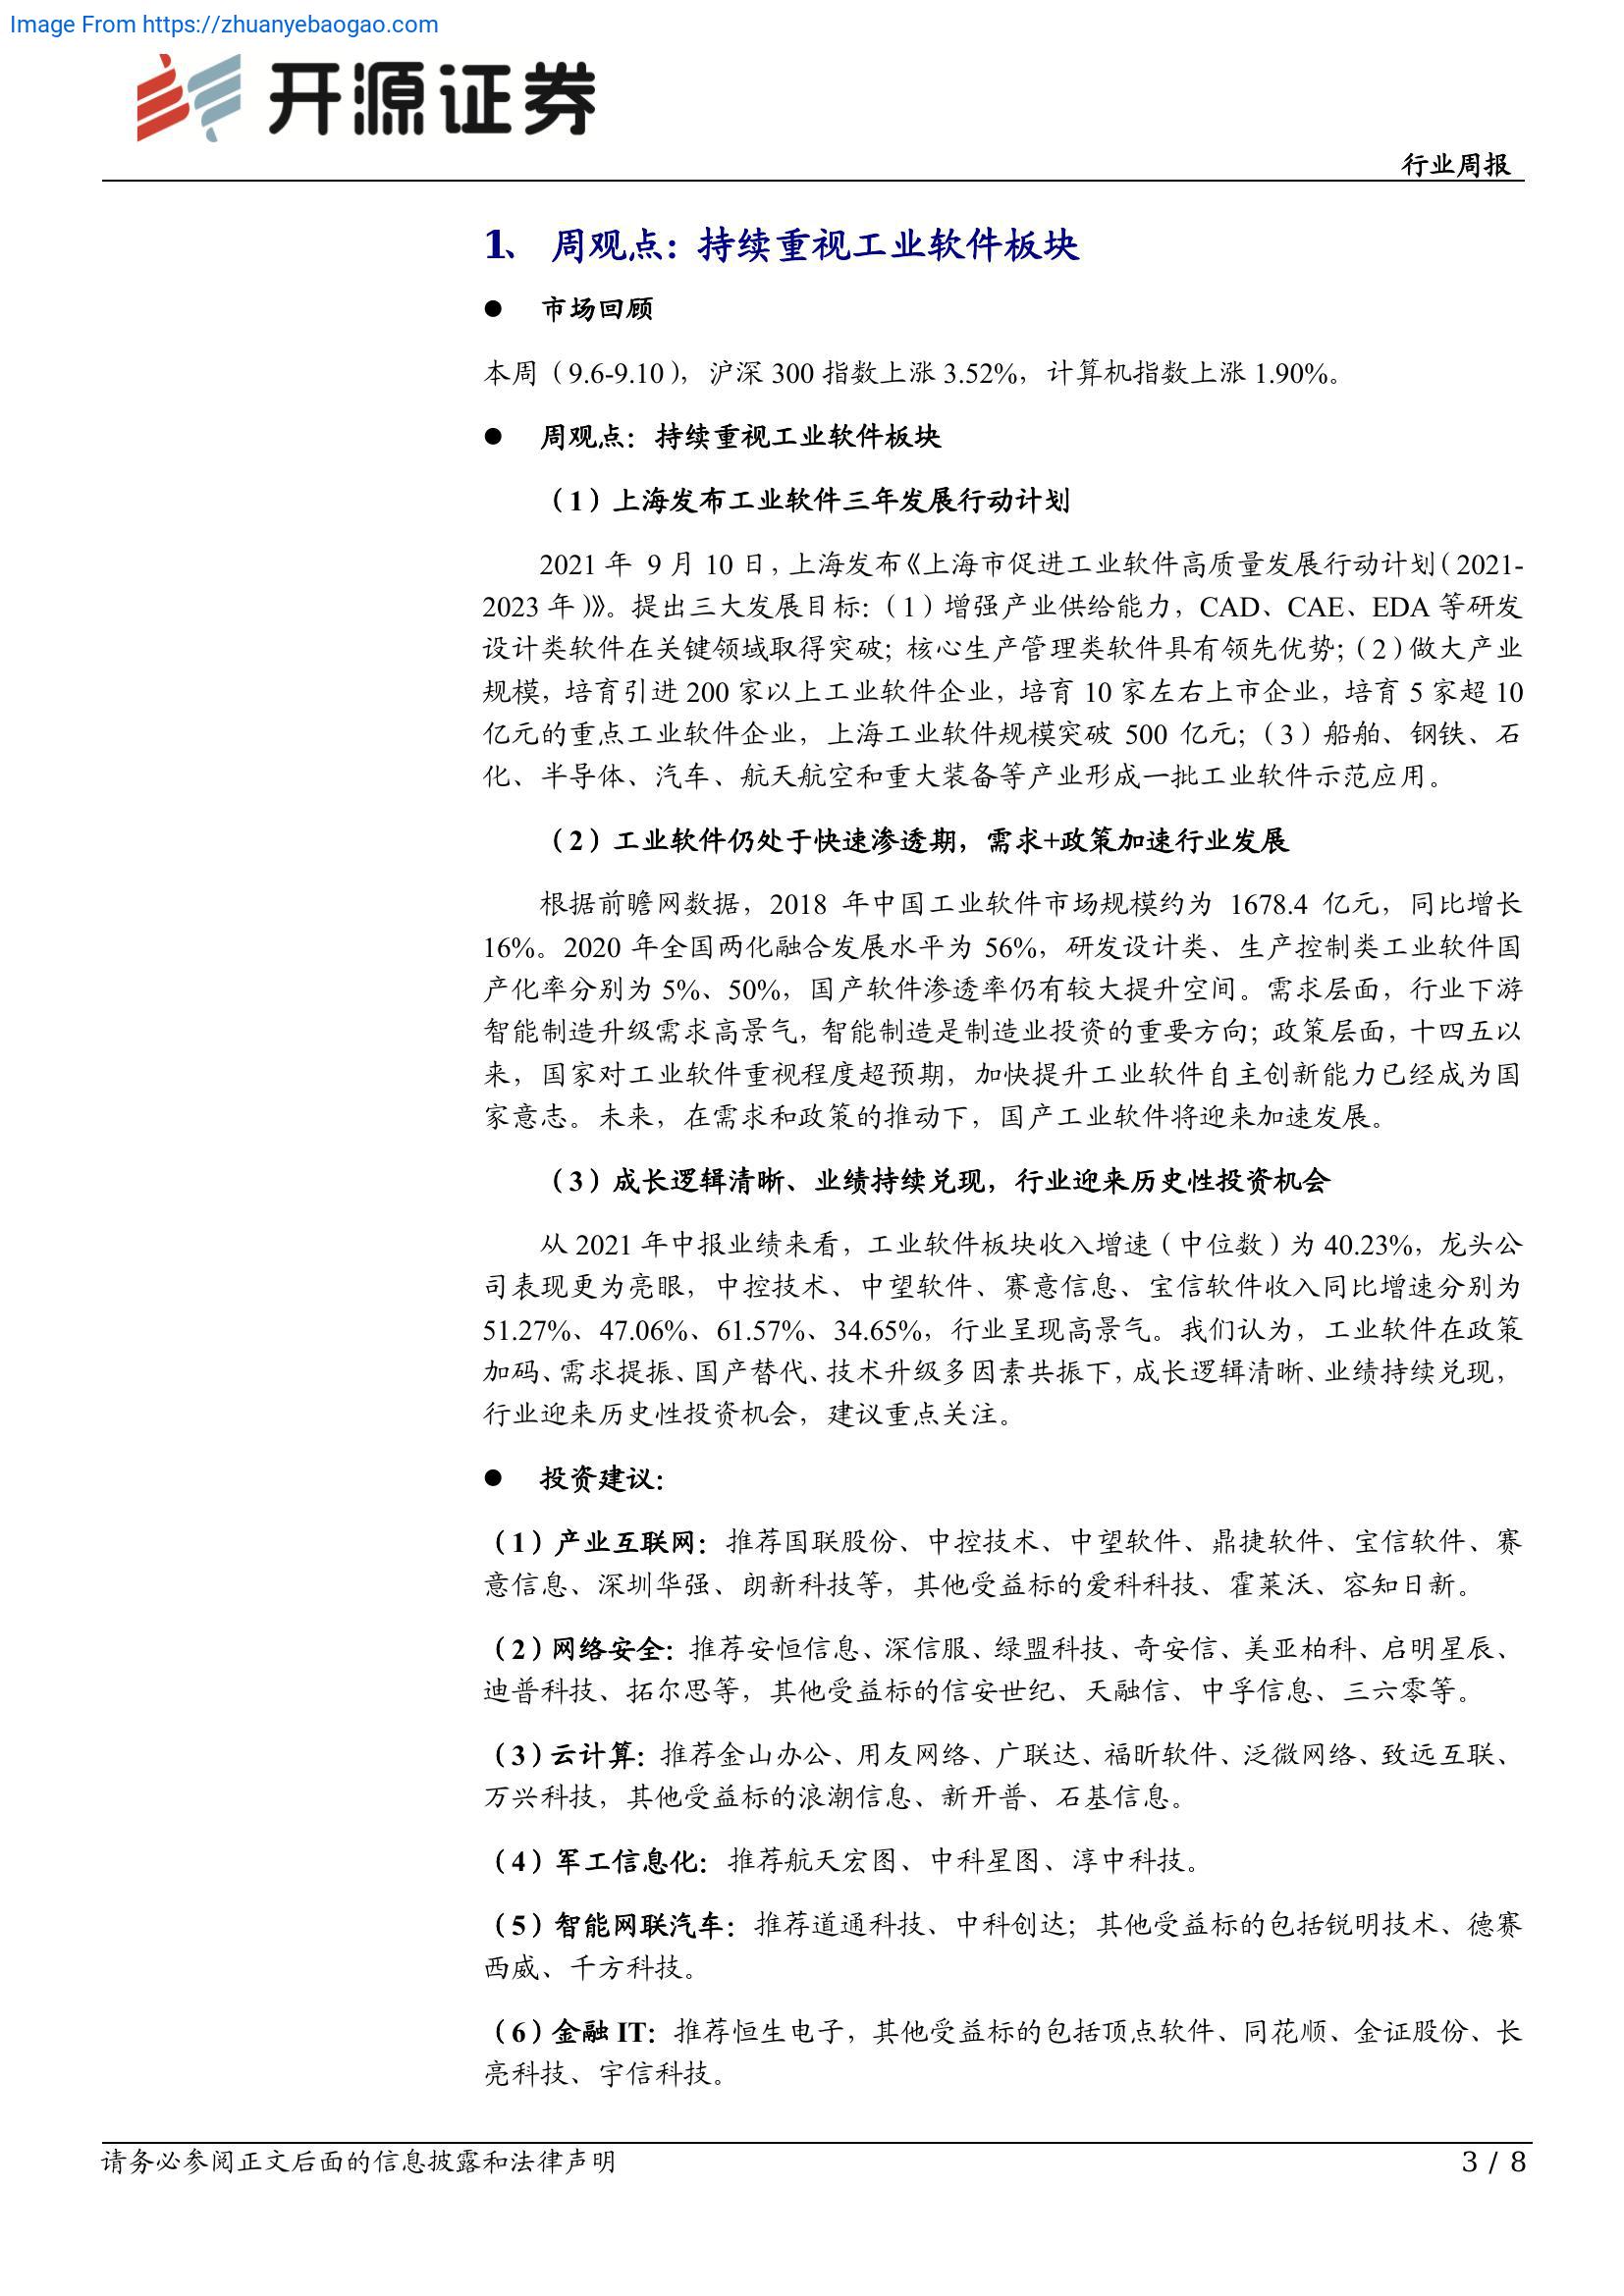 Image From https://zhuanyebaogao.com
开源证券
行业周报
1、 周观点：持续重视工业软件板块
● 市场回顾
本周（9.6-9.10），沪深 300 指数上涨 3.52%，计算机指数上涨 1.90%。
● 周观点：持续重视工业软件板块
（1）上海发布工业软件三年发展行动计划
2021 年 9 月 10 日，上海发布《上海市促进工业软件高质量发展行动计划（2021-
2023 年）》。提出三大发展目标：（1）增强产业供给能力，CAD、CAE、EDA 等研发
设计类软件在关键领域取得突破；核心生产管理类软件具有领先优势；（2）做大产业
规模，培育引进 200 家以上工业软件企业，培育 10 家左右上市企业，培育 5 家超 10
亿元的重点工业软件企业，上海工业软件规模突破 500 亿元；（3）船舶、钢铁、石
化、半导体、汽车、航天航空和重大装备等产业形成一批工业软件示范应用。
（2）工业软件仍处于快速渗透期，需求+政策加速行业发展
根据前瞻网数据，2018 年中国工业软件市场规模约为 1678.4 亿元，同比增长
16%。2020 年全国两化融合发展水平为 56%，研发设计类、生产控制类工业软件国
产化率分别为 5%、50%，国产软件渗透率仍有较大提升空间。需求层面，行业下游
智能制造升级需求高景气，智能制造是制造业投资的重要方向；政策层面，十四五以
来，国家对工业软件重视程度超预期，加快提升工业软件自主创新能力已经成为国
家意志。未来，在需求和政策的推动下，国产工业软件将迎来加速发展。
（3）成长逻辑清晰、业绩持续兑现，行业迎来历史性投资机会
从 2021 年中报业绩来看，工业软件板块收入增速（中位数）为 40.23%，龙头公
司表现更为亮眼，中控技术、中望软件、赛意信息、宝信软件收入同比增速分别为
51.27%、47.06%、61.57%、34.65%，行业呈现高景气。我们认为，工业软件在政策
加码、需求提振、国产替代、技术升级多因素共振下，成长逻辑清晰、业绩持续兑现，
行业迎来历史性投资机会，建议重点关注。
● 投资建议：
（1）产业互联网：推荐国联股份、中控技术、中望软件、鼎捷软件、宝信软件、赛
意信息、深圳华强、朗新科技等，其他受益标的爱科科技、霍莱沃、容知日新。
（2）网络安全：推荐安恒信息、深信服、绿盟科技、奇安信、美亚柏科、启明星辰、
迪普科技、拓尔思等，其他受益标的信安世纪、天融信、中孚信息、三六零等。
（3）云计算：推荐金山办公、用友网络、广联达、福昕软件、泛微网络、致远互联、
万兴科技，其他受益标的浪潮信息、新开普、石基信息。
（4）军工信息化：推荐航天宏图、中科星图、淳中科技。
（5）智能网联汽车：推荐道通科技、中科创达；其他受益标的包括锐明技术、德赛
西威、千方科技。
（6）金融 IT：推荐恒生电子，其他受益标的包括顶点软件、同花顺、金证股份、长
亮科技、宇信科技。
请务必参阅正文后面的信息披露和法律声明
3 / 8